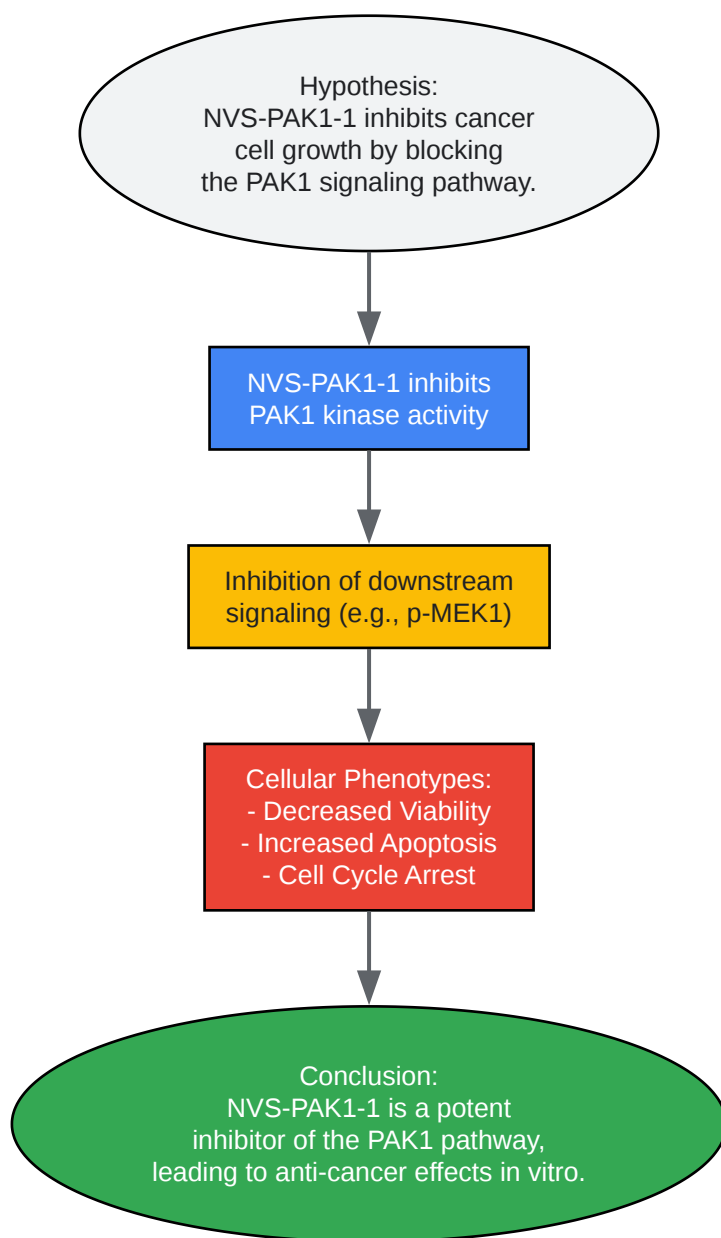 Hypothesis:
NVS-PAK1-1 inhibits cancer
cell growth by blocking
the PAK1 signaling pathway.
NVS-PAK1-1 inhibits
PAK1 kinase activity
Inhibition of downstream
signaling (e.g., p-MEK1)
Cellular Phenotypes:
- Decreased Viability
- Increased Apoptosis
- Cell Cycle Arrest
Conclusion:
NVS-PAK1-1 is a potent
inhibitor of the PAK1 pathway,
leading to anti-cancer effects in vitro.